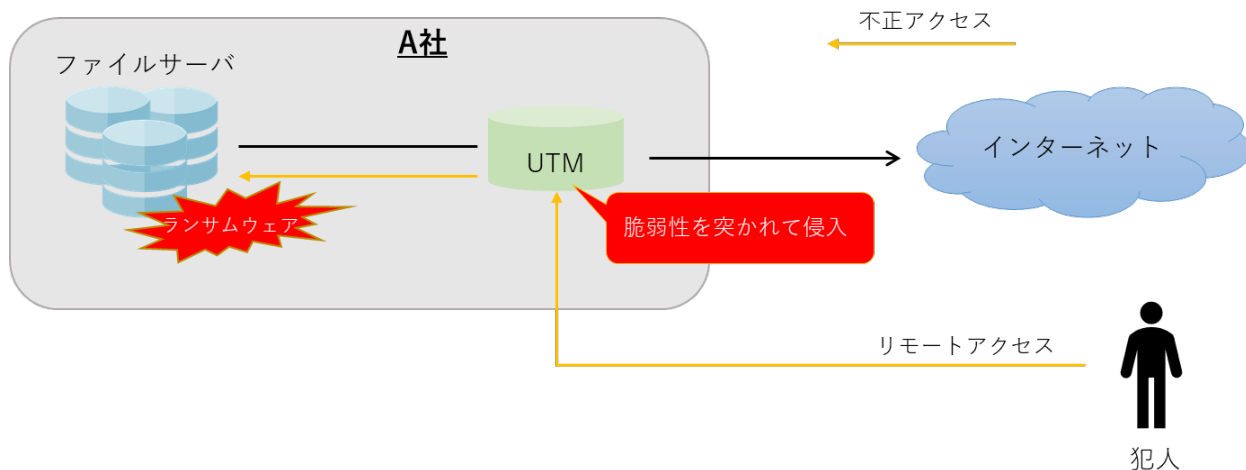 不正アクセス
A社
ファイルサーバ
インターネット
UTM
ランサムウェア
脆弱性を突かれて侵入
リモートアクセス
犯人